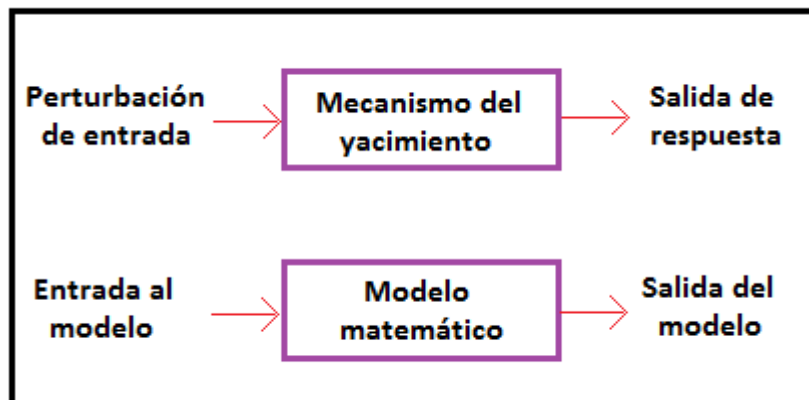 Perturbación
de entrada
Mecanismo del
yacimiento
Salida de
respuesta
Entrada al
modelo
Modelo
matemático
Salida del
modelo